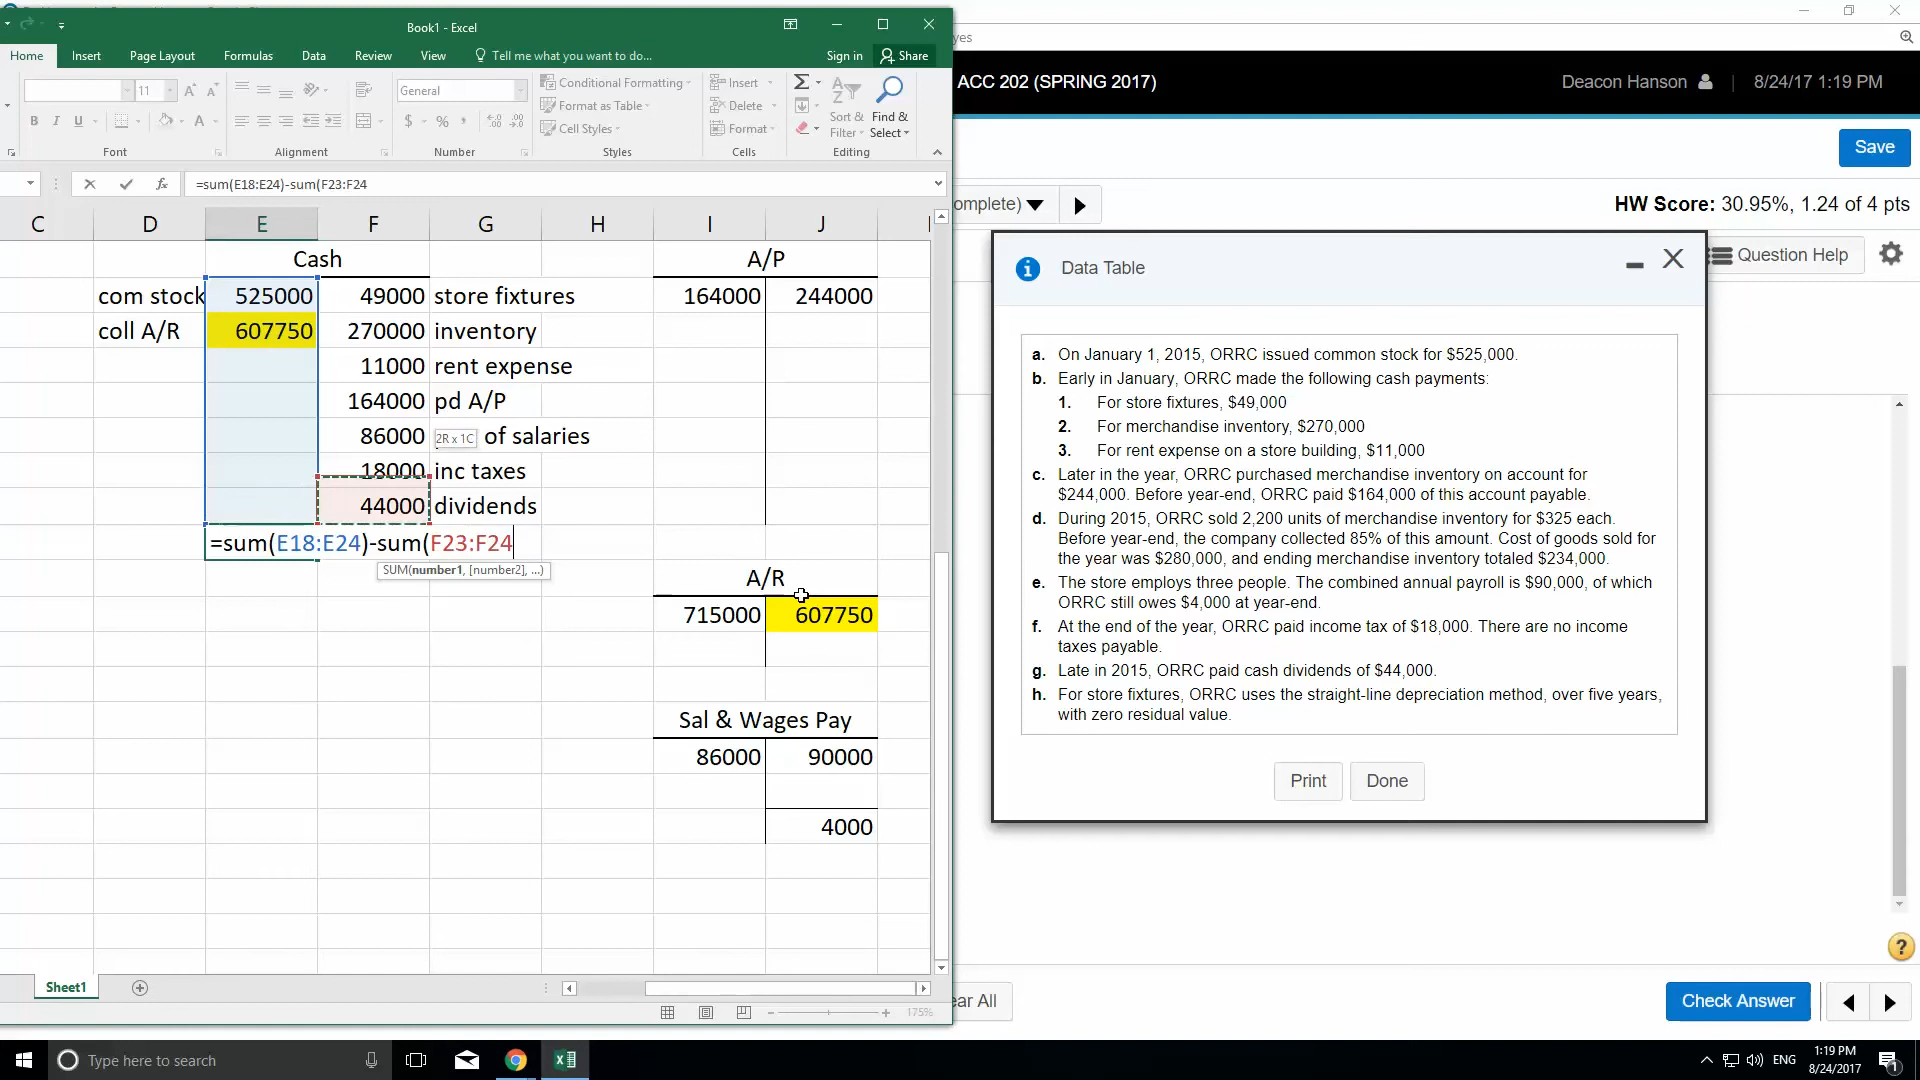 Book1 - Excel
yes
Home Insert Page Layout Formulas Data Review View Tell me what you want to do... Sign in Share
ACC 202 (SPRING 2017) Deacon Hanson | 8/24/17 1:19 PM
11 General Conditional Formatting Insert
B I U A $ % Format as Table Delete
Cell Styles Format
Sort & Filter Find & Select
Font Alignment Number Styles Cells Editing
Save
=sum(E18:E24)-sum(F23:F24
omplete) HW Score: 30.95%, 1.24 of 4 pts
C D E F G H I J
Question Help
Cash A/P
com stock 525000 49000 store fixtures 164000 244000
coll A/R 607750 270000 inventory
11000 rent expense
164000 pd A/P
86000 2R x 1C of salaries
18000 inc taxes
44000 dividends
=sum(E18:E24)-sum(F23:F24
SUM(number1, [number2], ...)
A/R
715000 607750
Sal & Wages Pay
86000 90000
4000
Data Table
a. On January 1, 2015, ORRC issued common stock for $525,000.
b. Early in January, ORRC made the following cash payments:
1. For store fixtures, $49,000
2. For merchandise inventory, $270,000
3. For rent expense on a store building, $11,000
c. Later in the year, ORRC purchased merchandise inventory on account for
$244,000. Before year-end, ORRC paid $164,000 of this account payable.
d. During 2015, ORRC sold 2,200 units of merchandise inventory for $325 each.
Before year-end, the company collected 85% of this amount. Cost of goods sold for
the year was $280,000, and ending merchandise inventory totaled $234,000.
e. The store employs three people. The combined annual payroll is $90,000, of which
ORRC still owes $4,000 at year-end.
f. At the end of the year, ORRC paid income tax of $18,000. There are no income
taxes payable.
g. Late in 2015, ORRC paid cash dividends of $44,000.
h. For store fixtures, ORRC uses the straight-line depreciation method, over five years,
with zero residual value.
Print Done
?
Sheet1
ear All Check Answer
175%
Type here to search
ENG
1:19 PM
8/24/2017
1